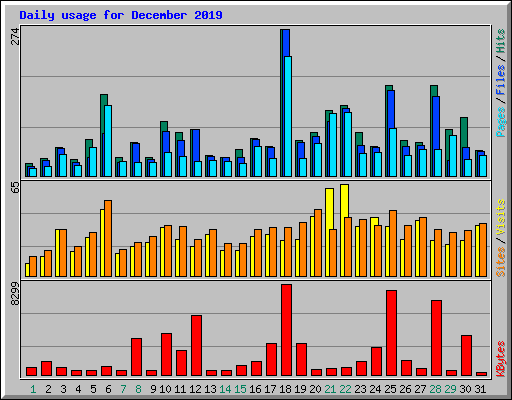 Daily usage for December 2019
274
Pages / Files / Hits
65
Sites / Visits
8299
KBytes
1 2 3 4 5 6 7 8 9 10 11 12 13 14 15 16 17 18 19 20 21 22 23 24 25 26 27 28 29 30 31